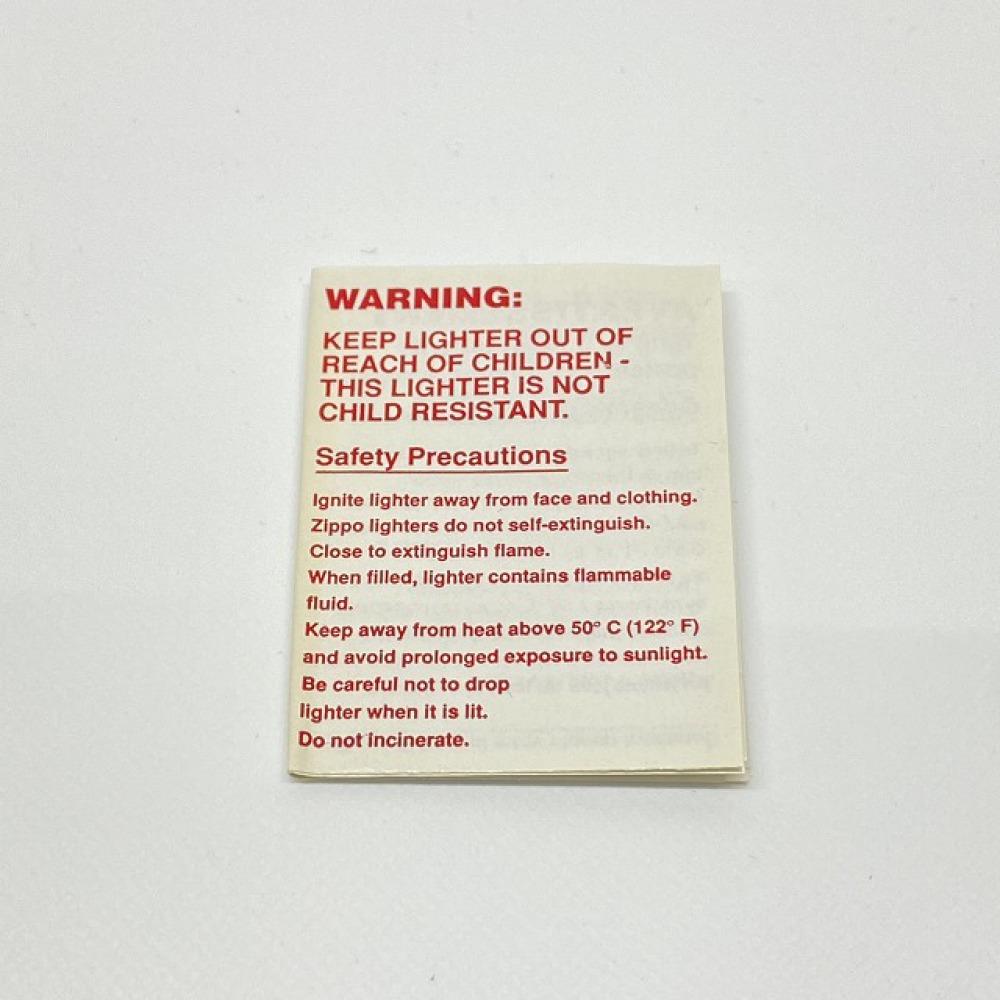 WARNING:
KEEP LIGHTER OUT OF
REACH OF CHILDREN -
THIS LIGHTER IS NOT
CHILD RESISTANT.
Safety Precautions
Ignite lighter away from face and clothing.
Zippo lighters do not self-extinguish.
Close to extinguish flame.
When filled, lighter contains flammable
fluid.
Keep away from heat above 50° C (122° F)
and avoid prolonged exposure to sunlight.
Be careful not to drop
lighter when it is lit.
Do not incinerate.